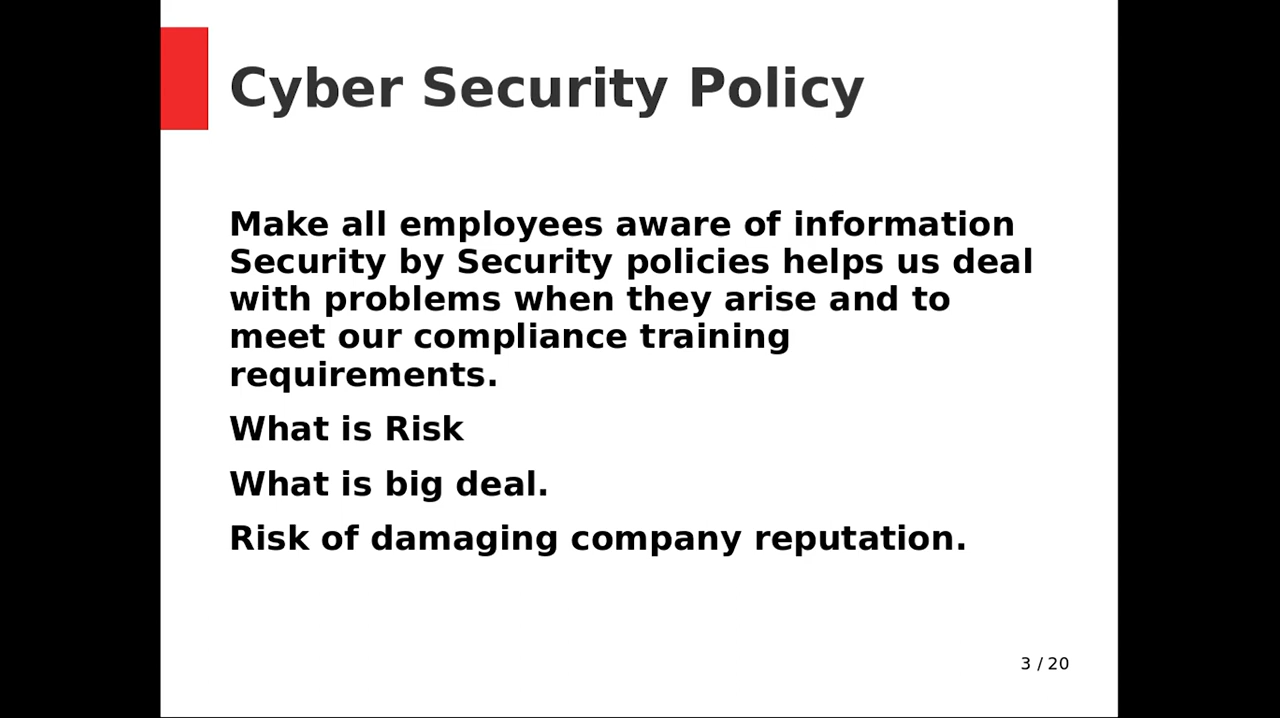 Cyber Security Policy
Make all employees aware of information
Security by Security policies helps us deal
with problems when they arise and to
meet our compliance training
requirements.
What is Risk
What is big deal.
Risk of damaging company reputation.
3 / 20